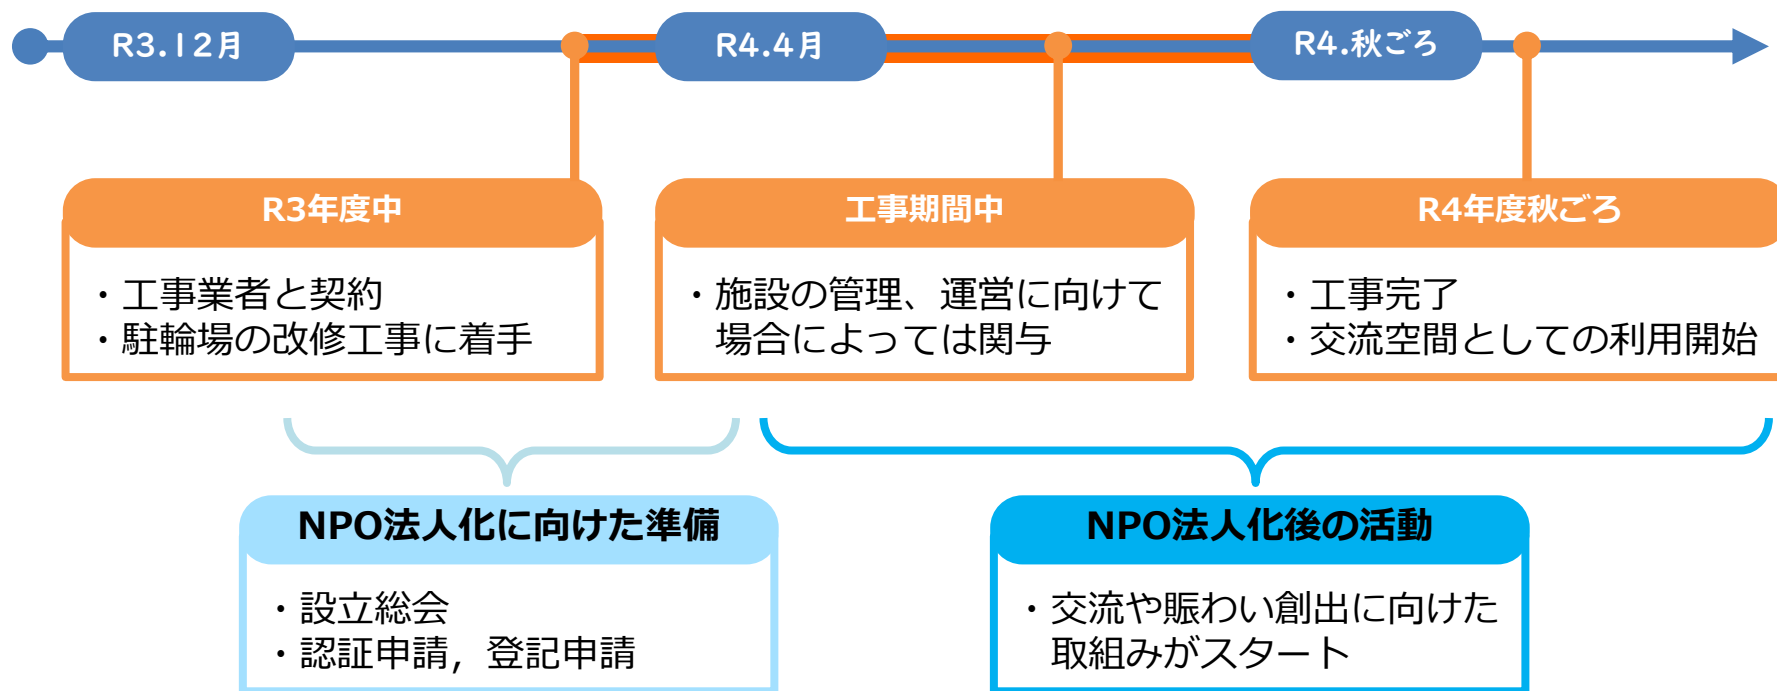 R3.12月
R4.4月
R4.秋ごろ
R3年度中
・工事業者と契約
・駐輪場の改修工事に着手
工事期間中
・施設の管理、運営に向けて
場合によっては関与
R4年度秋ごろ
・工事完了
・交流空間としての利用開始
NPO法人化に向けた準備
・設立総会
・認証申請，登記申請
NPO法人化後の活動
・交流や賑わい創出に向けた
取組みがスタート